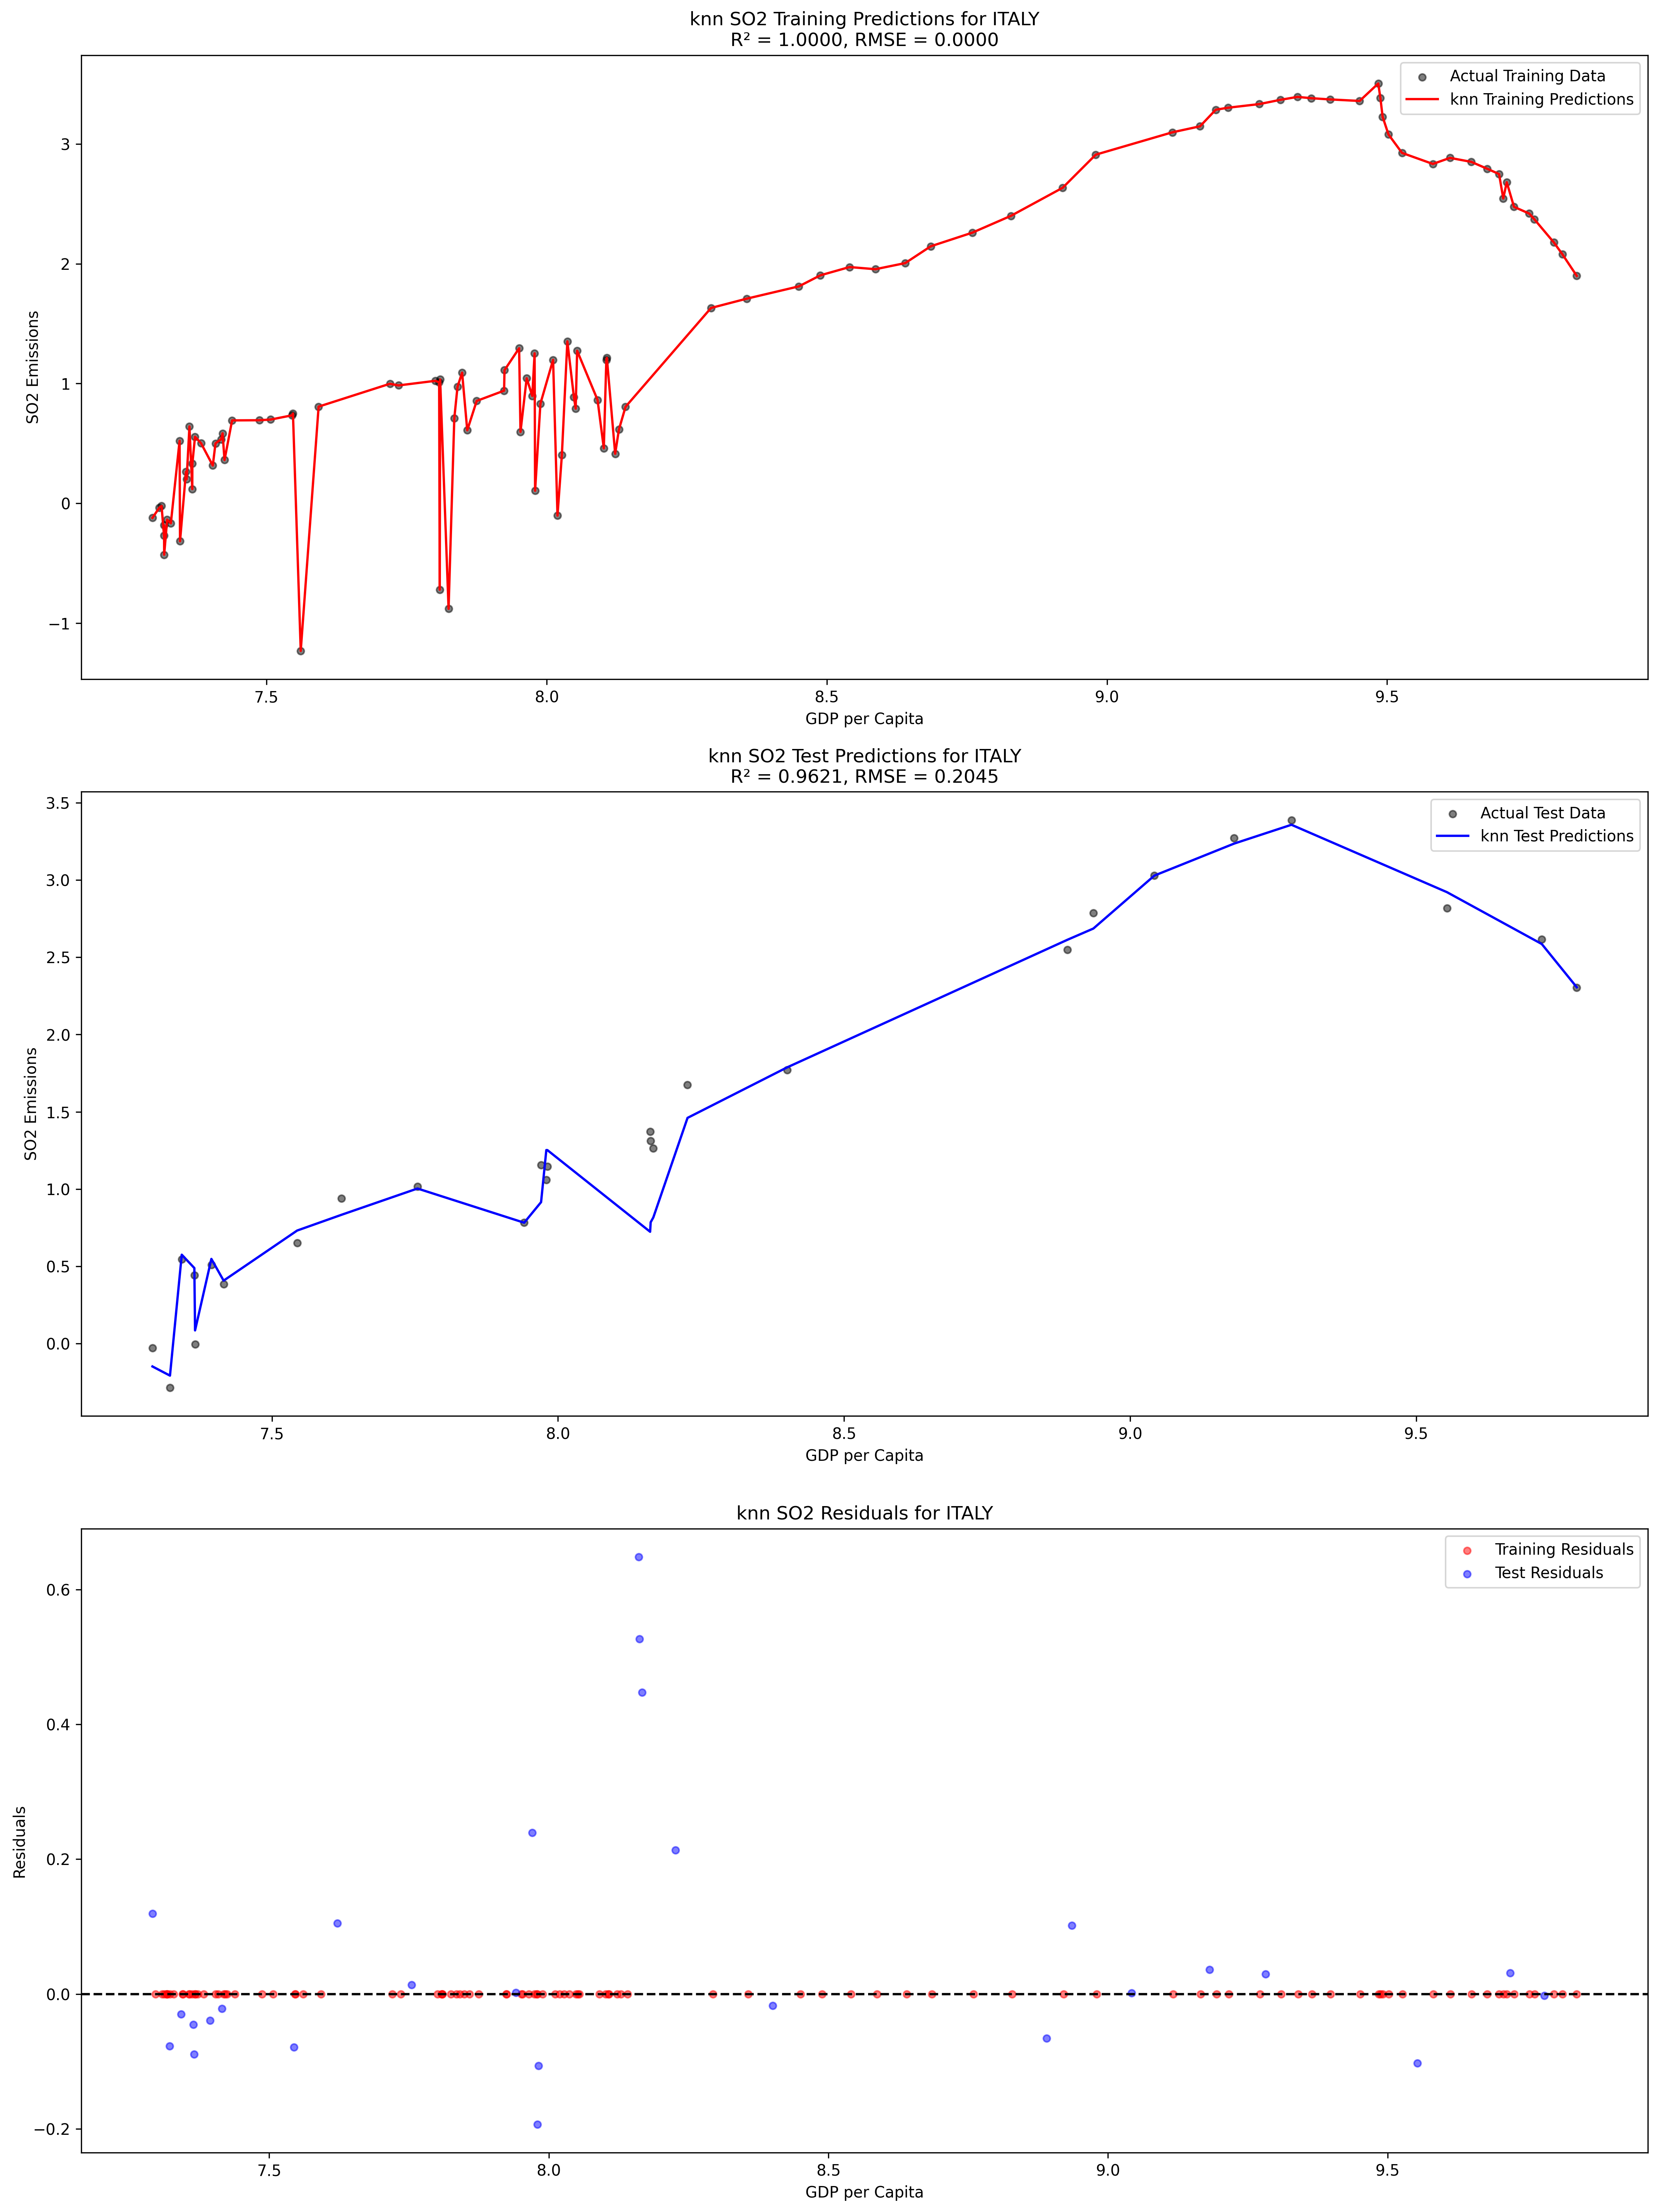 knn SO2 Training Predictions for ITALY
R² = 1.0000, RMSE = 0.0000
Actual Training Data
knn Training Predictions
SO2 Emissions
3
2
1
0
−1
7.5
8.0
8.5
9.0
9.5
GDP per Capita
knn SO2 Test Predictions for ITALY
R² = 0.9621, RMSE = 0.2045
Actual Test Data
knn Test Predictions
SO2 Emissions
3.5
3.0
2.5
2.0
1.5
1.0
0.5
0.0
7.5
8.0
8.5
9.0
9.5
GDP per Capita
knn SO2 Residuals for ITALY
Training Residuals
Test Residuals
Residuals
0.6
0.4
0.2
0.0
−0.2
7.5
8.0
8.5
9.0
9.5
GDP per Capita